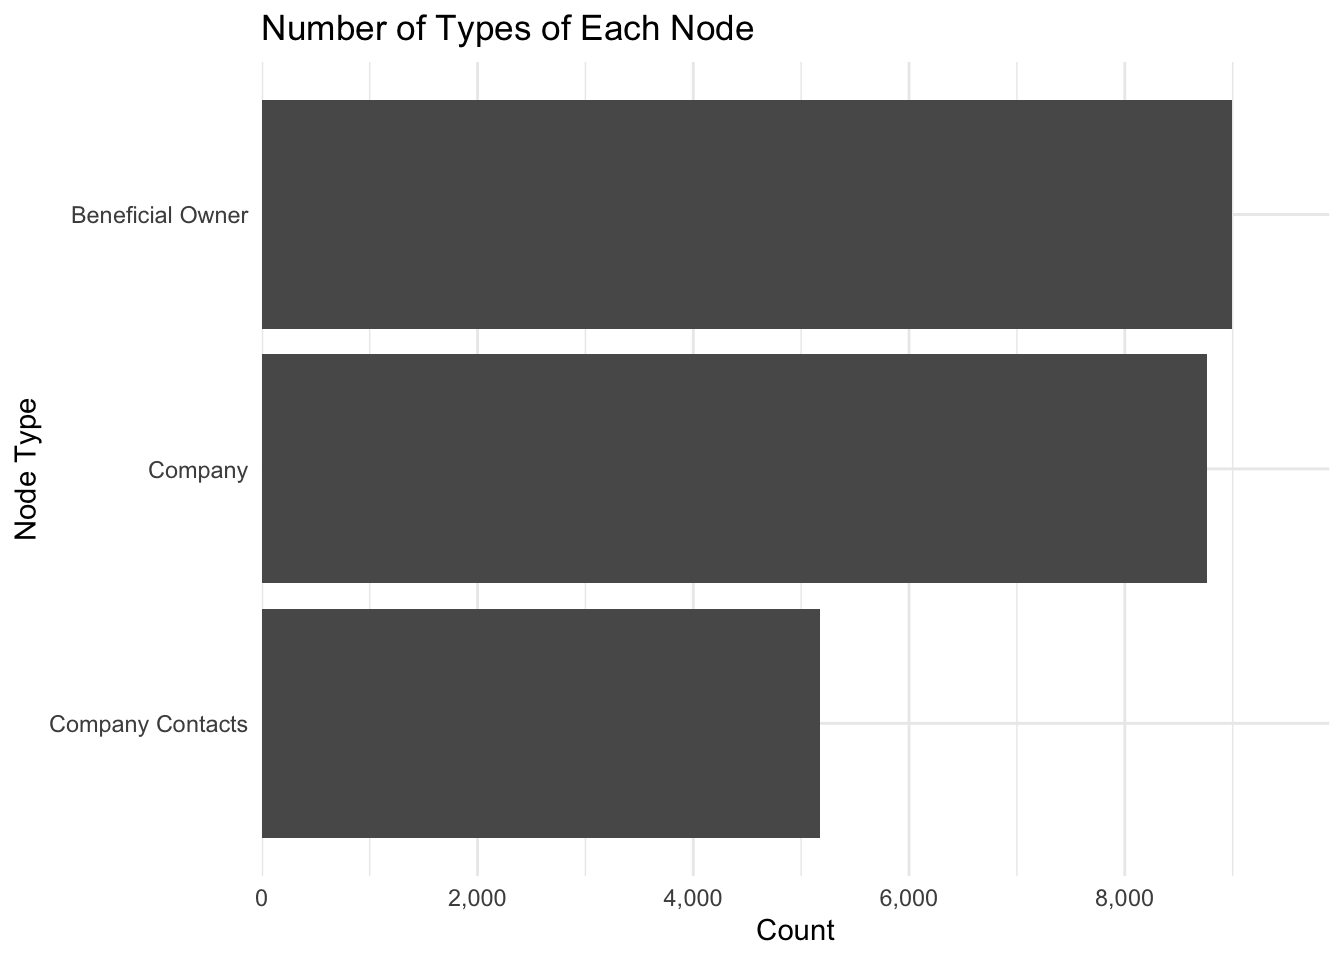 Number of Types of Each Node
Beneficial Owner
Company
Company Contacts
Node Type
0 2,000 4,000 6,000 8,000
Count